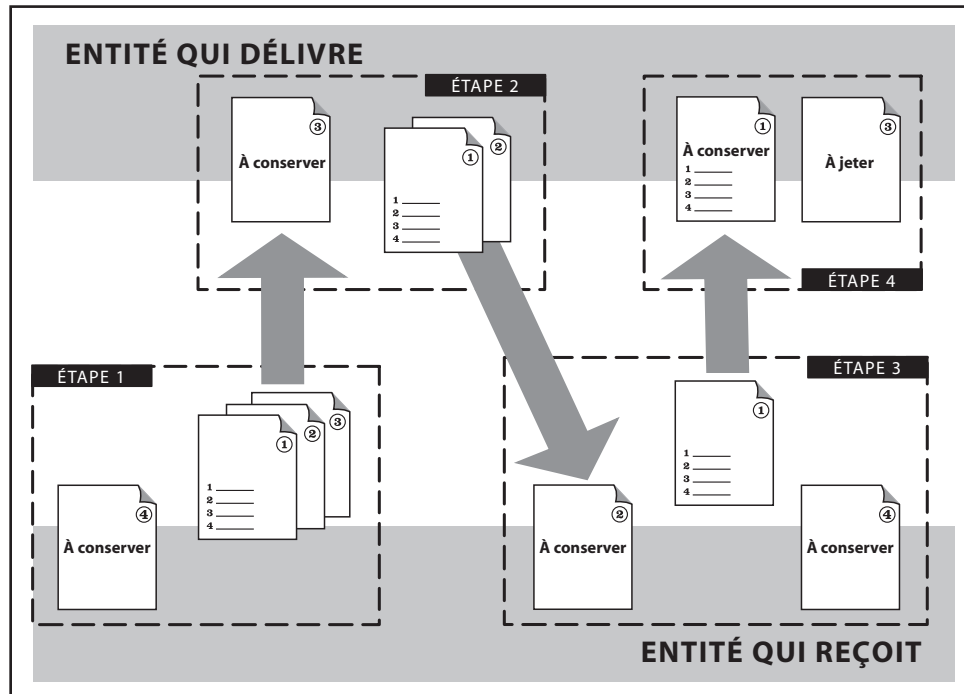 ENTITÉ QUI DÉLIVRE
ÉTAPE 2
③
À conserver
①
②
1
2
3
4
①
À conserver
1
2
3
4
③
À jeter
ÉTAPE 4
ÉTAPE 1
①
②
③
1
2
3
4
④
À conserver
ÉTAPE 3
①
1
2
3
4
②
À conserver
④
À conserver
ENTITÉ QUI REÇOIT